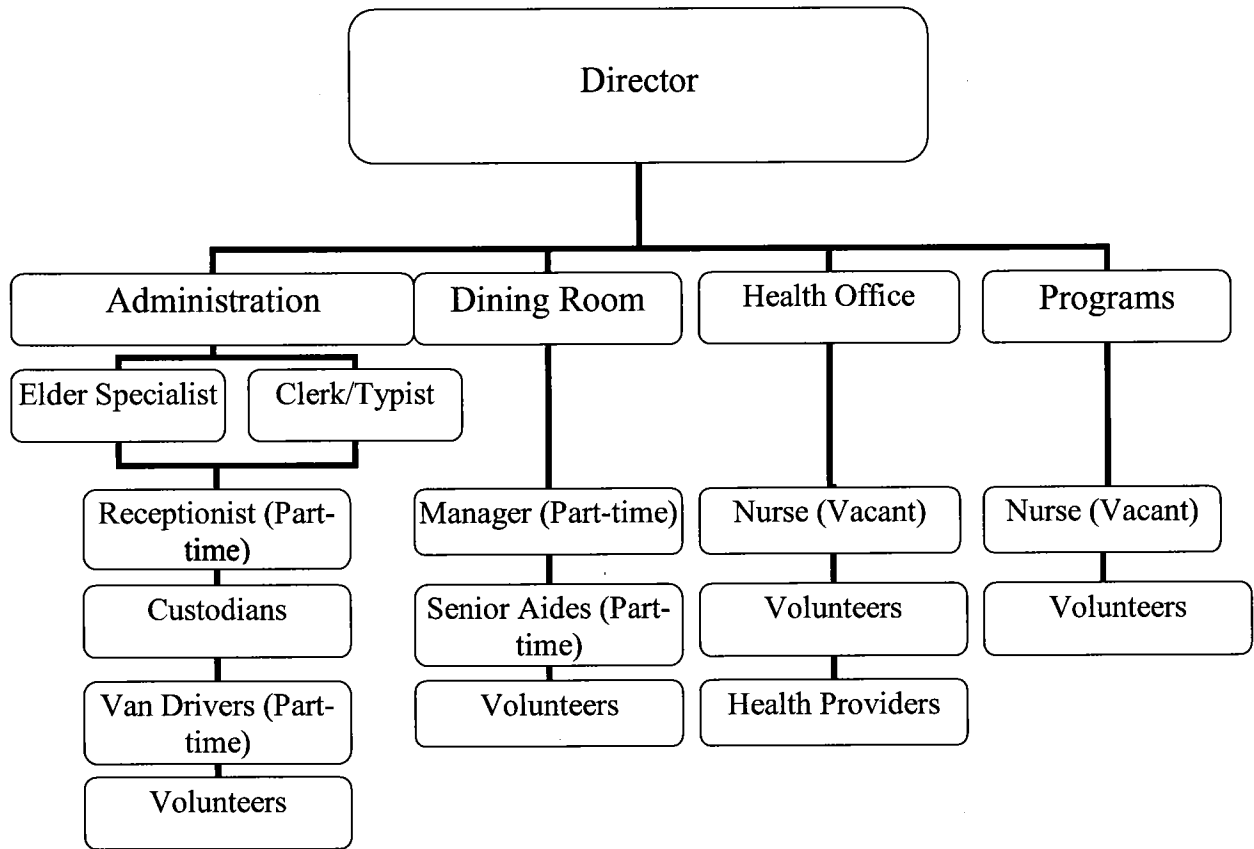 Director
Administration
Dining Room
Health Office
Programs
Elder Specialist
Clerk/Typist
Receptionist (Part-
time)
Manager (Part-time)
Nurse (Vacant)
Nurse (Vacant)
Custodians
Senior Aides (Part-
time)
Volunteers
Volunteers
Van Drivers (Part-
time)
Volunteers
Health Providers
Volunteers